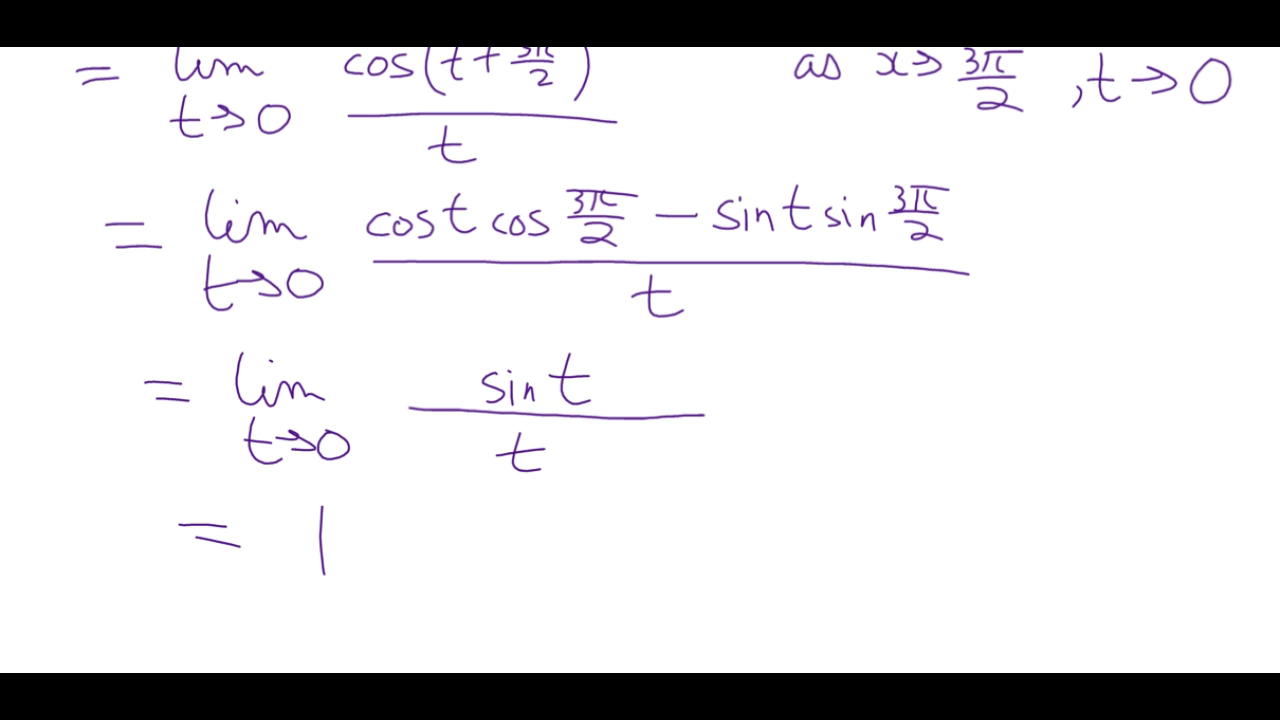 = lim t→0 cos(t + 3π/2) / t as x→ 3π/2 , t→0
= lim t→0 (cos t cos 3π/2 − sin t sin 3π/2) / t
= lim t→0 sin t / t
= 1